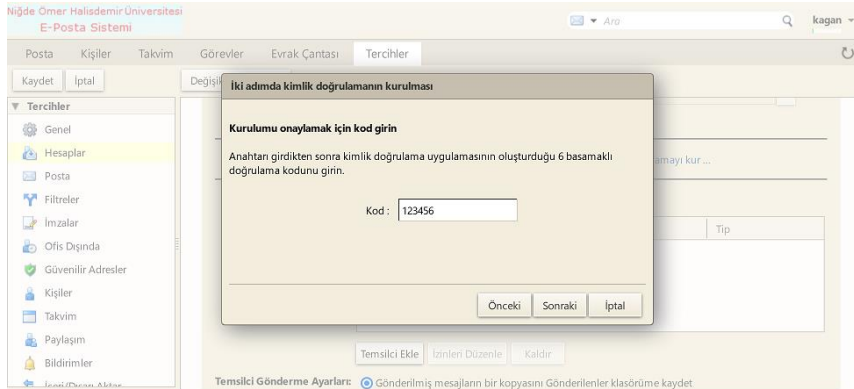 Niğde Ömer Halisdemir Üniversitesi
E-Posta Sistemi
Ara
kagan
Posta Kişiler Takvim Görevler Evrak Çantası Tercihler
Kaydet İptal
Tercihler
Genel
Hesaplar
Posta
Filtreler
İmzalar
Ofis Dışında
Güvenilir Adresler
Kişiler
Takvim
Paylaşım
Bildirimler
İki adımda kimlik doğrulamanın kurulması
Kurulumu onaylamak için kod girin
Anahtarı girdikten sonra kimlik doğrulama uygulamasının oluşturduğu 6 basamaklı
doğrulama kodunu girin.
Kod : 123456
Önceki Sonraki İptal
kur ...
Tip
Temsilci Ekle İzinleri Düzenle Kaldır
Temsilci Gönderme Ayarları: Gönderilmiş mesajların bir kopyasını Gönderilenler klasörüme kaydet